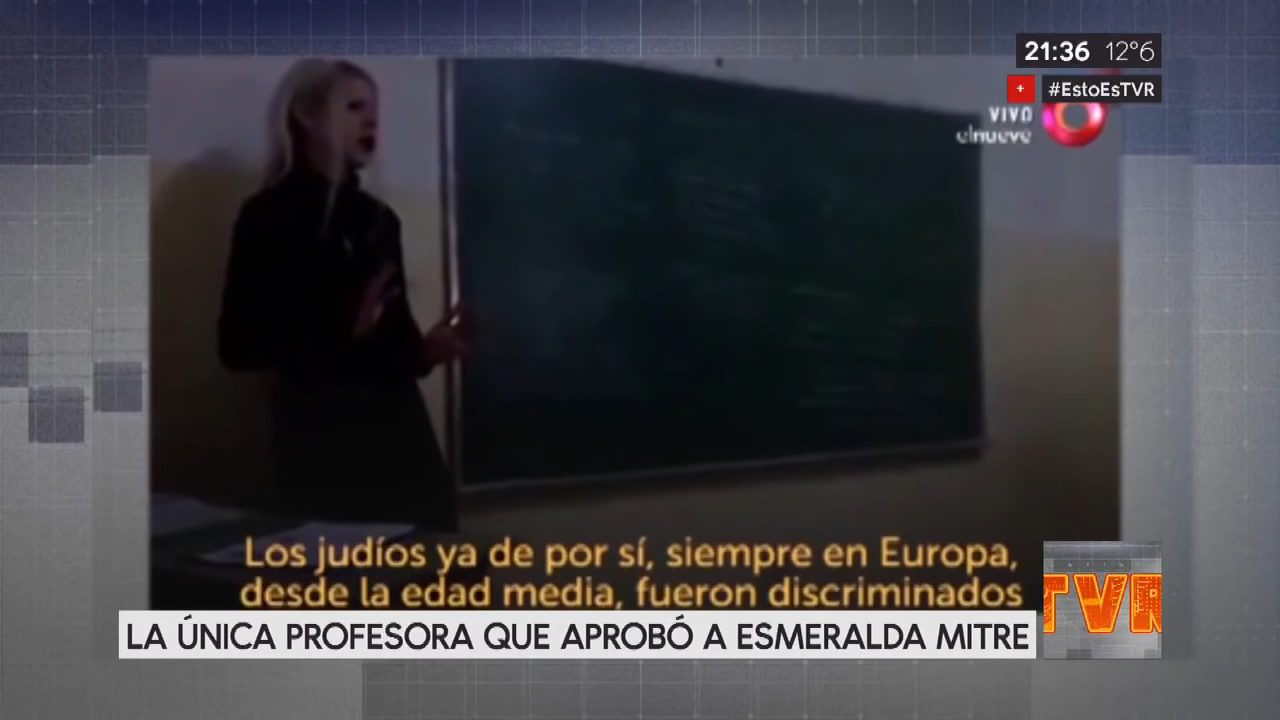 21:36 12°6
+ #EstoEsTVR
VIVO
elnueve
Los judíos ya de por sí, siempre en Europa,
desde la edad media, fueron discriminados
LA ÚNICA PROFESORA QUE APROBÓ A ESMERALDA MITRE
TVR